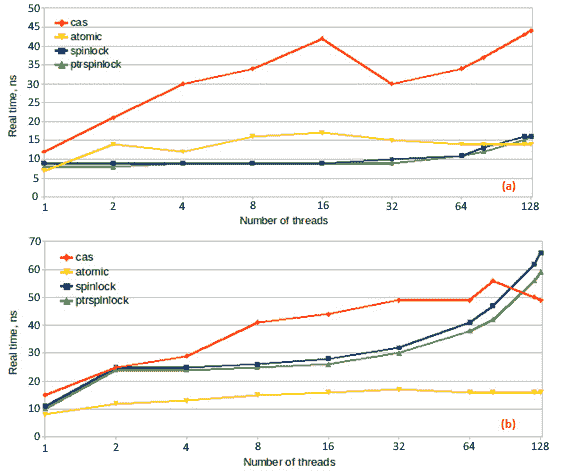 50
45
40
35
30
25
20
15
10
5
0
Real time, ns
cas
atomic
spinlock
ptrspinlock
(a)
1 2 4 8 16 32 64 128
Number of threads
70
60
50
40
30
20
10
0
Real time, ns
cas
atomic
spinlock
ptrspinlock
(b)
1 2 4 8 16 32 64 128
Number of threads